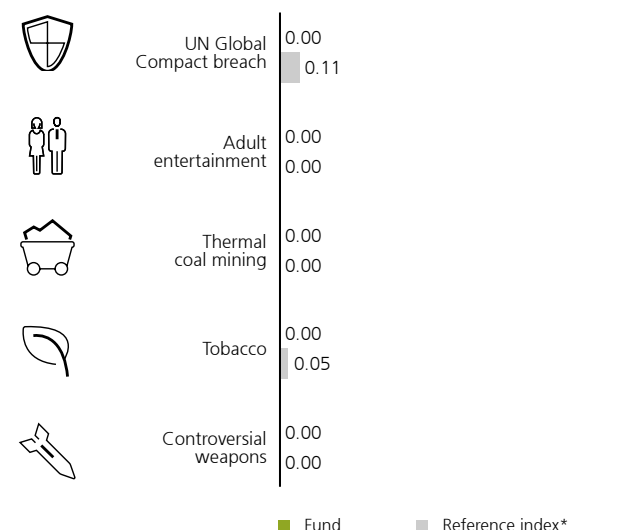 UN Global
Compact breach
0.00
0.11
Adult
entertainment
0.00
0.00
Thermal
coal mining
0.00
0.00
Tobacco
0.00
0.05
Controversial
weapons
0.00
0.00
Fund
Reference index*